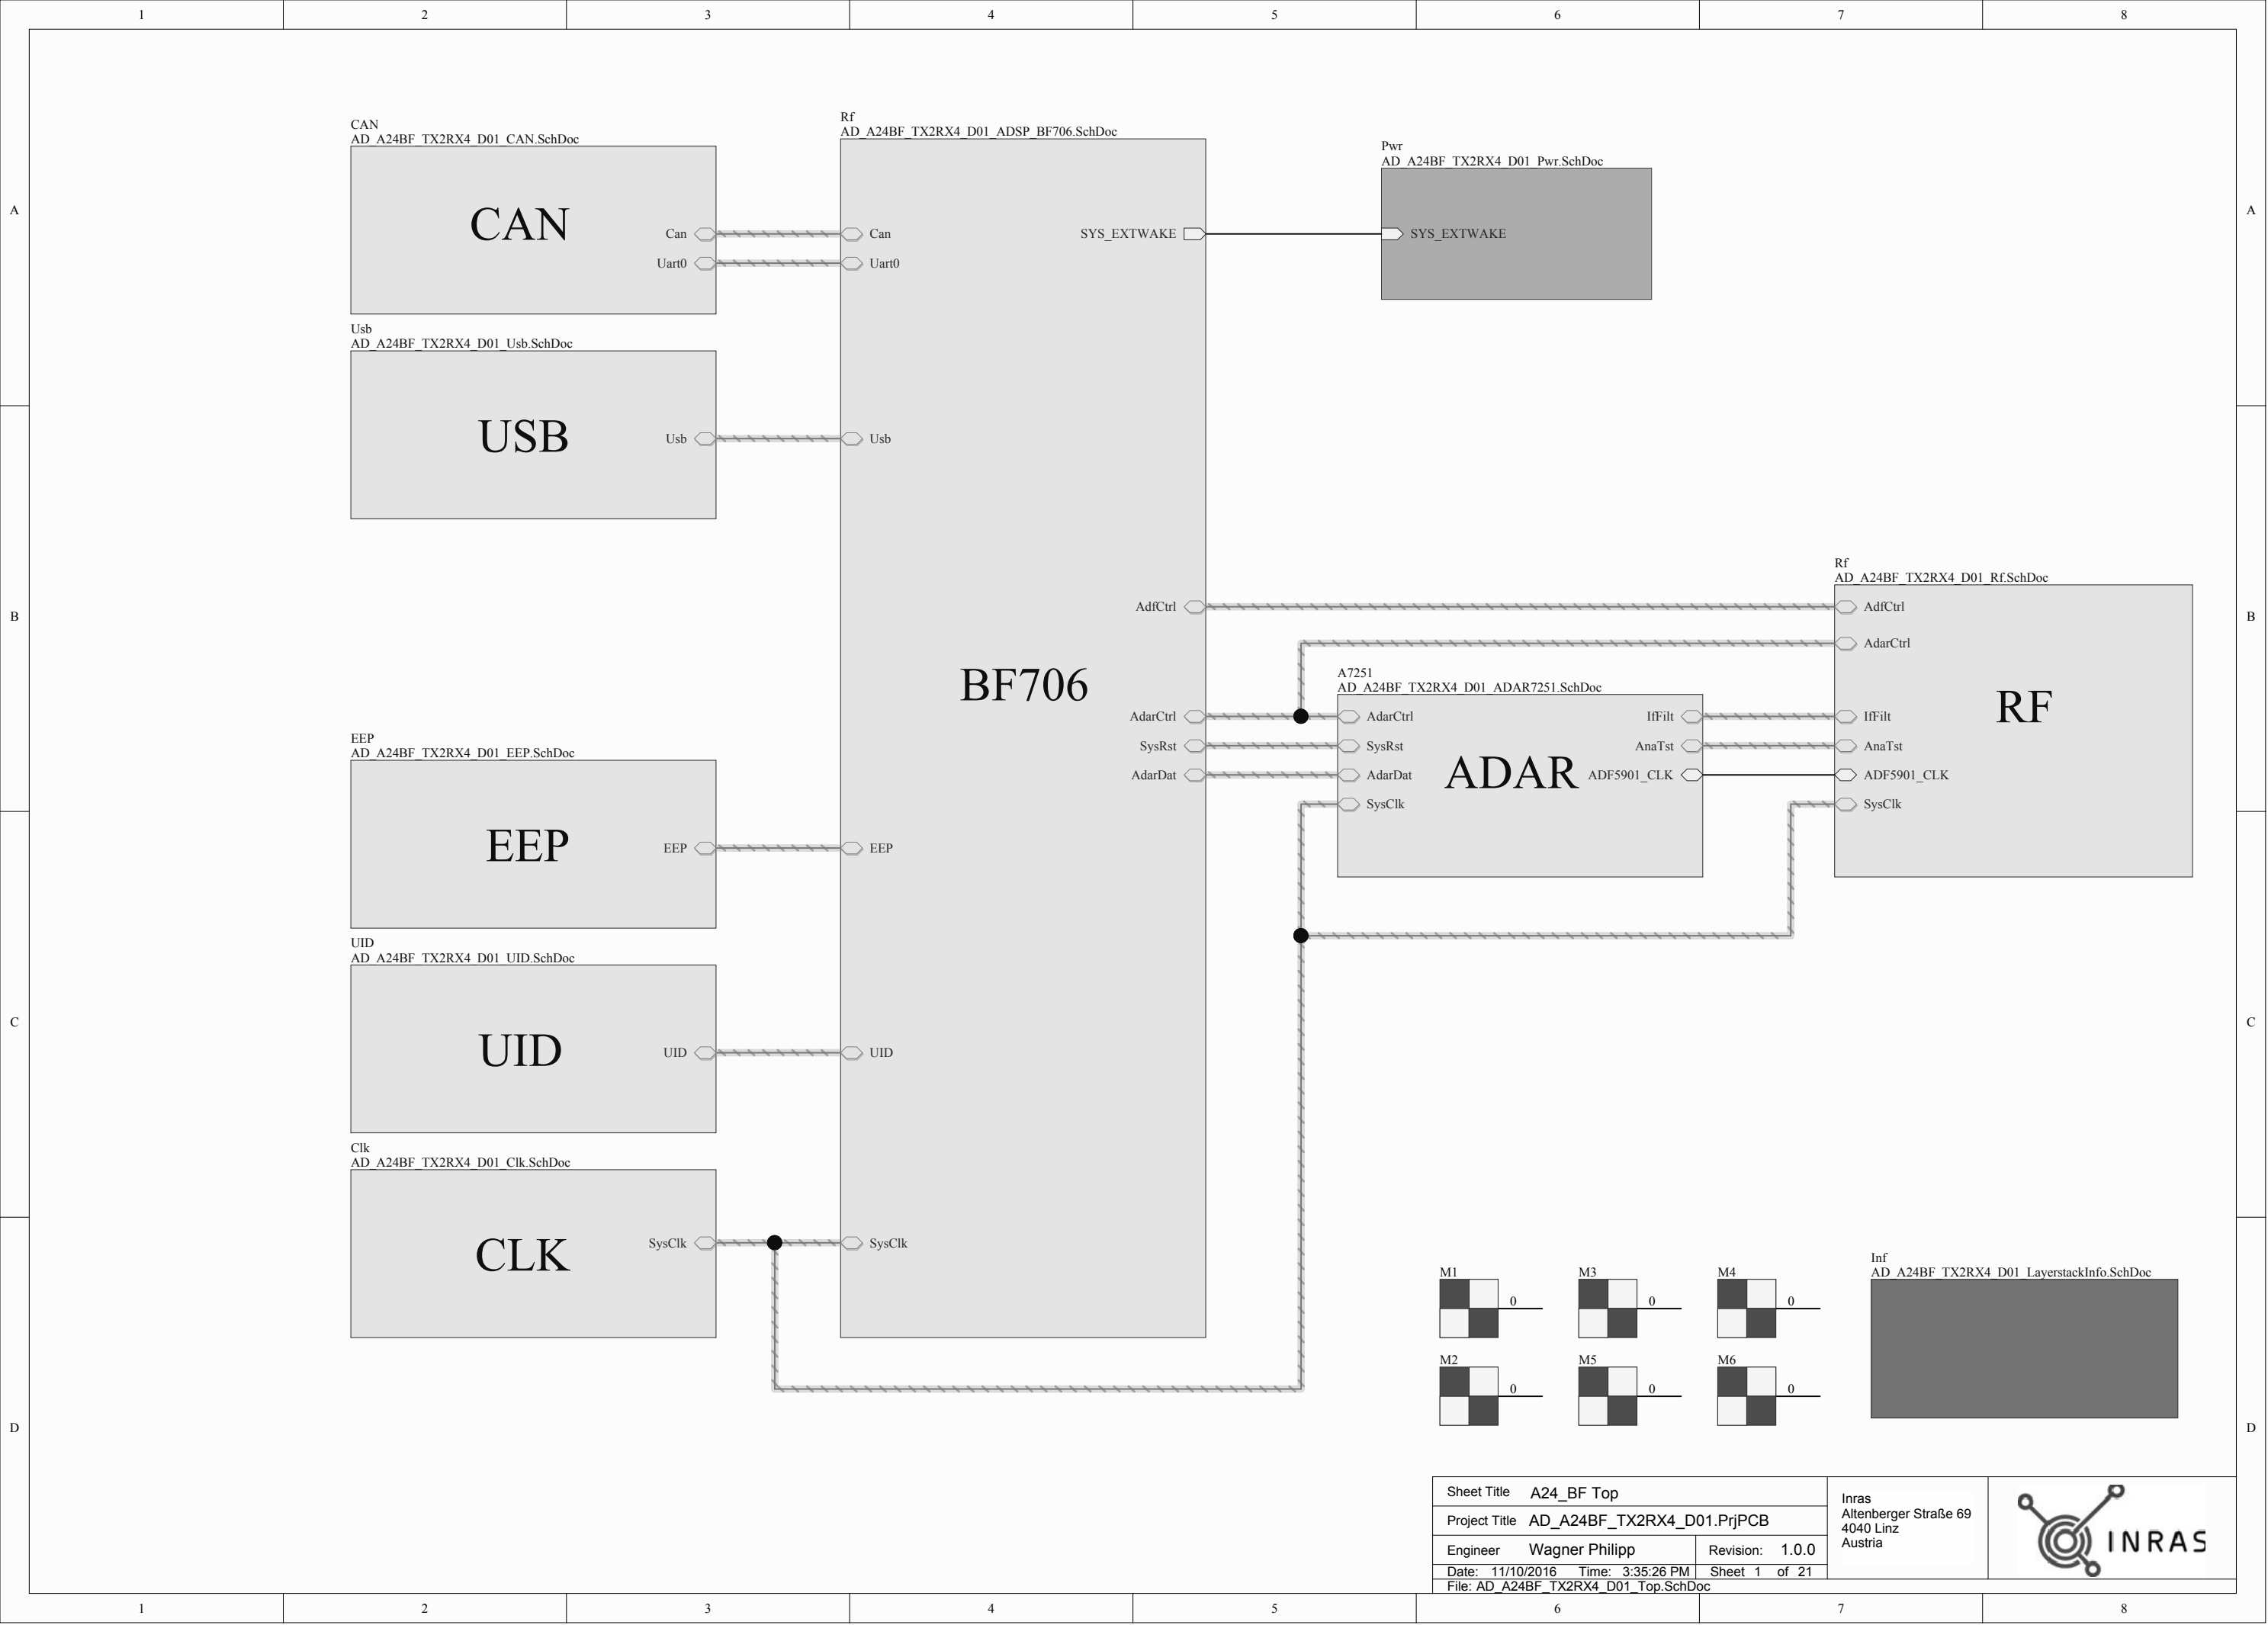 1 2 3 4 5 6 7 8
CAN
AD_A24BF_TX2RX4_D01_CAN.SchDoc
CAN
Can
Uart0
Usb
AD_A24BF_TX2RX4_D01_Usb.SchDoc
USB
Usb
EEP
AD_A24BF_TX2RX4_D01_EEP.SchDoc
EEP
EEP
UID
AD_A24BF_TX2RX4_D01_UID.SchDoc
UID
UID
Clk
AD_A24BF_TX2RX4_D01_Clk.SchDoc
CLK
SysClk
Rf
AD_A24BF_TX2RX4_D01_ADSP_BF706.SchDoc
Can
Uart0
Usb
EEP
UID
SysClk
BF706
SYS_EXTWAKE
AdfCtrl
AdarCtrl
SysRst
AdarDat
Pwr
AD_A24BF_TX2RX4_D01_Pwr.SchDoc
SYS_EXTWAKE
A7251
AD_A24BF_TX2RX4_D01_ADAR7251.SchDoc
AdarCtrl
SysRst
AdarDat
SysClk
ADAR
IfFilt
AnaTst
ADF5901_CLK
Rf
AD_A24BF_TX2RX4_D01_Rf.SchDoc
AdfCtrl
AdarCtrl
IfFilt
AnaTst
ADF5901_CLK
SysClk
RF
M1
0
M3
0
M4
0
M2
0
M5
0
M6
0
Inf
AD_A24BF_TX2RX4_D01_LayerstackInfo.SchDoc
A A
B B
C C
D D
Sheet Title A24_BF Top
Project Title AD_A24BF_TX2RX4_D01.PrjPCB
Engineer Wagner Philipp Revision: 1.0.0
Date: 11/10/2016 Time: 3:35:26 PM Sheet 1 of 21
File: AD_A24BF_TX2RX4_D01_Top.SchDoc
Inras
Altenberger Straße 69
4040 Linz
Austria
INRAS
1 2 3 4 5 6 7 8